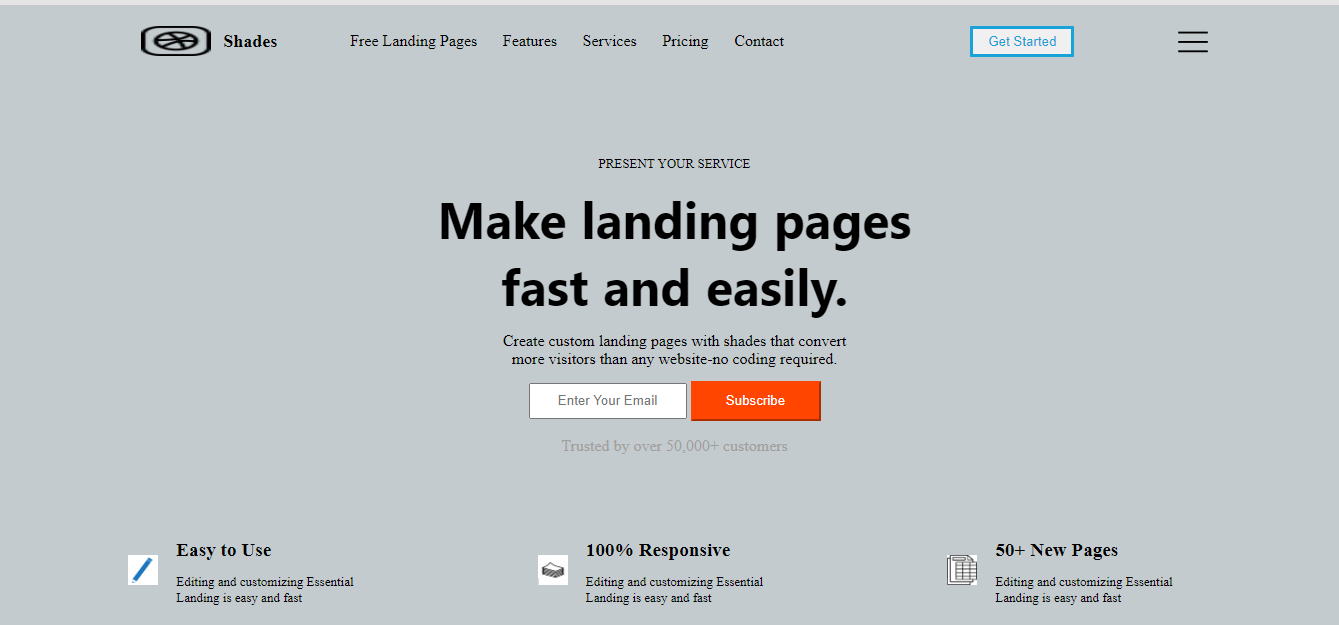 Shades
Free Landing Pages
Features
Services
Pricing
Contact
Get Started
PRESENT YOUR SERVICE
Make landing pages
fast and easily.
Create custom landing pages with shades that convert
more visitors than any website-no coding required.
Enter Your Email
Subscribe
Trusted by over 50,000+ customers
Easy to Use
Editing and customizing Essential
Landing is easy and fast
100% Responsive
Editing and customizing Essential
Landing is easy and fast
50+ New Pages
Editing and customizing Essential
Landing is easy and fast